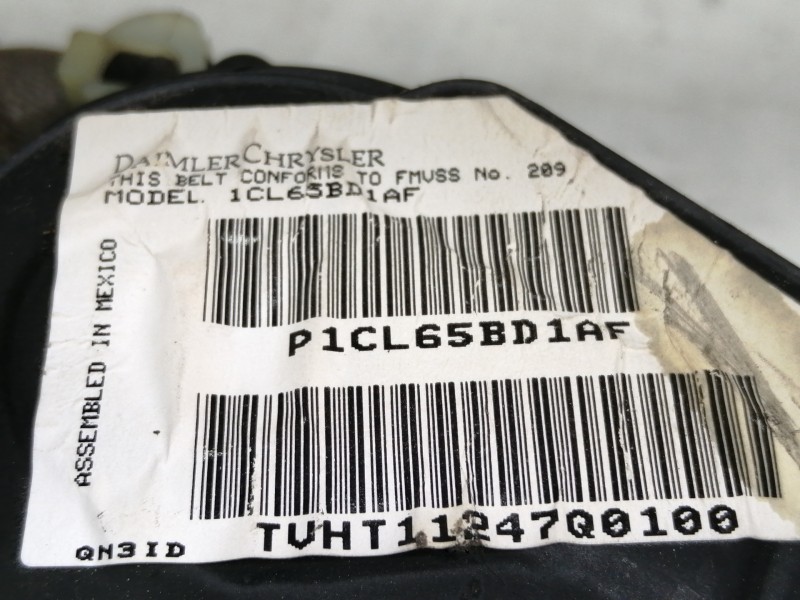 DAIMLERCHRYSLER
THIS BELT CONFORMS TO FMVSS No. 209
MODEL. 1CL65BD1AF
P1CL65BD1AF
ASSEMBLED IN MEXICO
TVHT11247Q0100
QN3ID